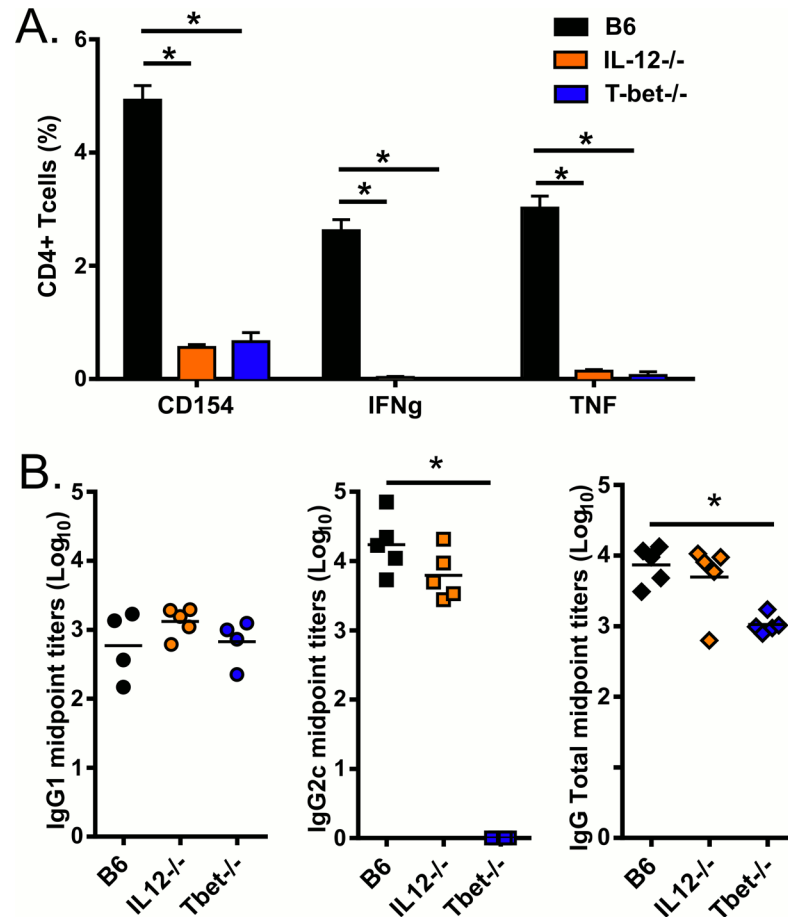 A.
B6
IL-12-/-
T-bet-/-
CD4+ Tcells (%)
6
4
2
0
* * * * * *
CD154 IFNg TNF
B.
IgG1 midpoint titers (Log10)
5
4
3
2
1
0
B6 IL12-/- Tbet-/-
IgG2c midpoint titers (Log10)
5
4
3
2
1
0
*
B6 IL12-/- Tbet-/-
IgG Total midpoint titers (Log10)
5
4
3
2
1
0
*
B6 IL12-/- Tbet-/-